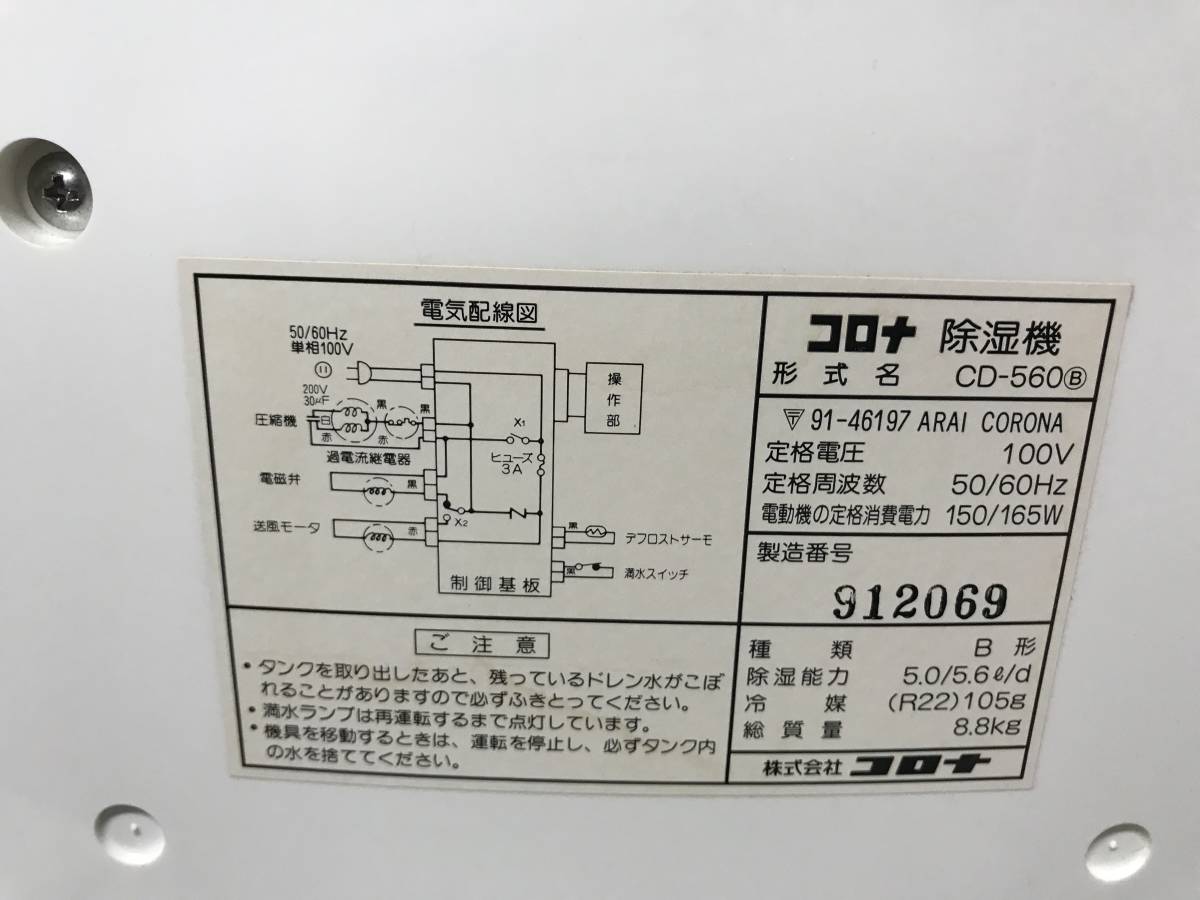 電気配線図
50/60Hz
単相100V
200V
30μF
圧縮機
白
黒
黒
赤
赤
過電流継電器
電磁弁
黒
送風モータ
赤
X₁
ヒューズ
3A
X₂
制御基板
操作部
黒
デフロストサーモ
黒
満水スイッチ
ご注意
・タンクを取り出したあと、残っているドレン水がこぼ
れることがありますので必ずふきとってください。
・満水ランプは再運転するまで点灯しています。
・機具を移動するときは、運転を停止し、必ずタンク内
の水を捨ててください。
コロナ 除湿機
形式名 CD-560Ⓑ
〒 91-46197 ARAI CORONA
定格電圧 100V
定格周波数 50/60Hz
電動機の定格消費電力 150/165W
製造番号
912069
種類 B形
除湿能力 5.0/5.6ℓ/d
冷媒 (R22)105g
総質量 8.8kg
株式会社 コロナ